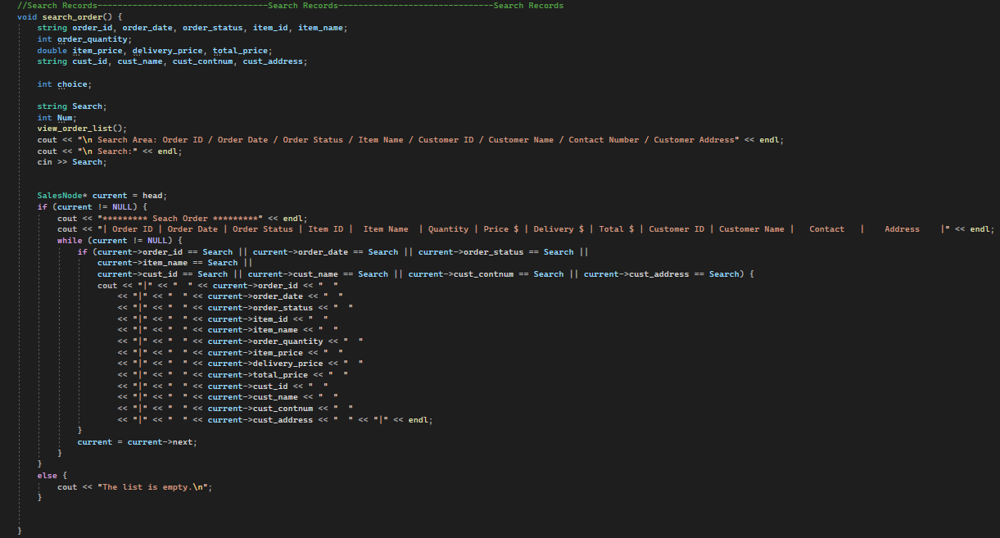 //Search Records----------------------------------Search Records-------------------------------Search Records
void search_order() {
    string order_id, order_date, order_status, item_id, item_name;
    int order_quantity;
    double item_price, delivery_price, total_price;
    string cust_id, cust_name, cust_contnum, cust_address;
    int choice;
    string Search;
    int Num;
    view_order_list();
    cout << "\n Search Area: Order ID / Order Date / Order Status / Item Name / Customer ID / Customer Name / Contact Number / Customer Address" << endl;
    cout << "\n Search:" << endl;
    cin >> Search;
    SalesNode* current = head;
    if (current != NULL) {
        cout << "********* Seach Order *********" << endl;
        cout << "| Order ID | Order Date | Order Status | Item ID |  Item Name  | Quantity | Price $ | Delivery $ | Total $ | Customer ID | Customer Name |   Contact   |    Address    |" << endl;
        while (current != NULL) {
            if (current->order_id == Search || current->order_date == Search || current->order_status == Search ||
                current->item_name == Search ||
                current->cust_id == Search || current->cust_name == Search || current->cust_contnum == Search || current->cust_address == Search) {
                cout << "|" << "  " << current->order_id << "  "
                    << "|" << "  " << current->order_date << "  "
                    << "|" << "  " << current->order_status << "  "
                    << "|" << "  " << current->item_id << "  "
                    << "|" << "  " << current->item_name << "  "
                    << "|" << "  " << current->order_quantity << "  "
                    << "|" << "  " << current->item_price << "  "
                    << "|" << "  " << current->delivery_price << "  "
                    << "|" << "  " << current->total_price << "  "
                    << "|" << "  " << current->cust_id << "  "
                    << "|" << "  " << current->cust_name << "  "
                    << "|" << "  " << current->cust_contnum << "  "
                    << "|" << "  " << current->cust_address << "  " << "|" << endl;
            }
            current = current->next;
        }
    }
    else {
        cout << "The list is empty.\n";
    }
}